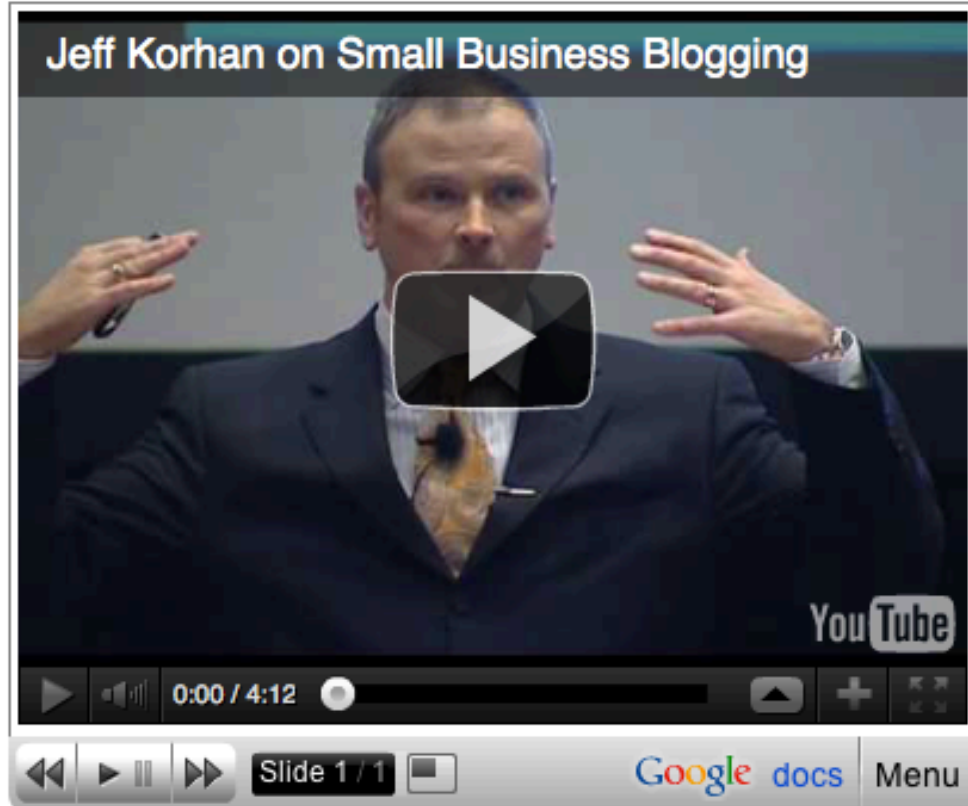 Jeff Korhan on Small Business Blogging
YouTube
0:00 / 4:12
Slide 1 / 1
Google docs
Menu